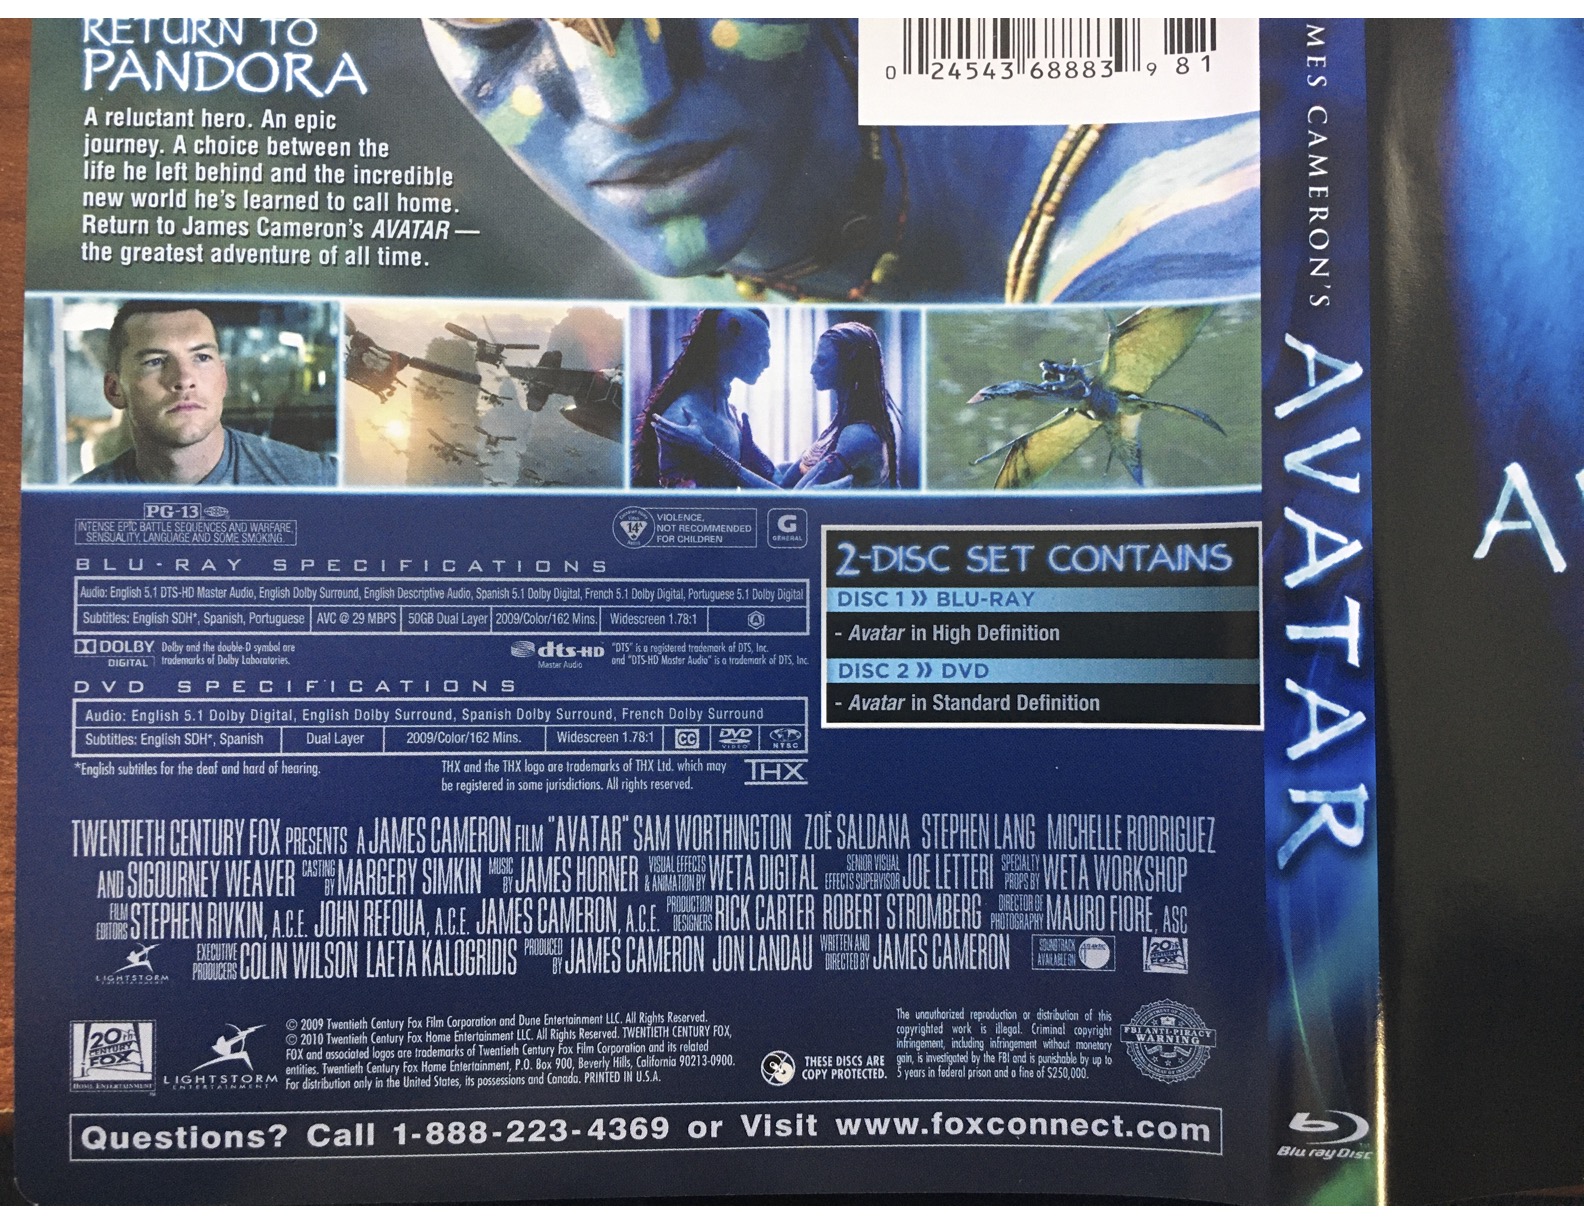 RETURN TO
PANDORA
A reluctant hero. An epic
journey. A choice between the
life he left behind and the incredible
new world he's learned to call home.
Return to James Cameron's AVATAR —
the greatest adventure of all time.
0 24543 68883 9 81
PG-13
INTENSE EPIC BATTLE SEQUENCES AND WARFARE,
SENSUALITY, LANGUAGE AND SOME SMOKING.
14A
VIOLENCE,
NOT RECOMMENDED
FOR CHILDREN
G
GENERAL
BLU-RAY SPECIFICATIONS
Audio: English 5.1 DTS-HD Master Audio, English Dolby Surround, English Descriptive Audio, Spanish 5.1 Dolby Digital, French 5.1 Dolby Digital, Portuguese 5.1 Dolby Digital
Subtitles: English SDH*, Spanish, Portuguese AVC @ 29 MBPS 50GB Dual Layer 2009/Color/162 Mins. Widescreen 1.78:1 A
DOLBY
DIGITAL
Dolby and the double-D symbol are
trademarks of Dolby Laboratories.
dts-HD
Master Audio
"DTS" is a registered trademark of DTS, Inc.
and "DTS-HD Master Audio" is a trademark of DTS, Inc.
DVD SPECIFICATIONS
Audio: English 5.1 Dolby Digital, English Dolby Surround, Spanish Dolby Surround, French Dolby Surround
Subtitles: English SDH*, Spanish Dual Layer 2009/Color/162 Mins. Widescreen 1.78:1 CC DVD VIDEO NTSC
*English subtitles for the deaf and hard of hearing.
THX and the THX logo are trademarks of THX Ltd. which may
be registered in some jurisdictions. All rights reserved.
THX
2-DISC SET CONTAINS
DISC 1 » BLU-RAY
- Avatar in High Definition
DISC 2 » DVD
- Avatar in Standard Definition
TWENTIETH CENTURY FOX PRESENTS A JAMES CAMERON FILM "AVATAR" SAM WORTHINGTON ZOË SALDANA STEPHEN LANG MICHELLE RODRIGUEZ
AND SIGOURNEY WEAVER CASTING BY MARGERY SIMKIN MUSIC BY JAMES HORNER VISUAL EFFECTS & ANIMATION BY WETA DIGITAL SENIOR VISUAL EFFECTS SUPERVISOR JOE LETTERI SPECIALTY PROPS BY WETA WORKSHOP
FILM EDITORS STEPHEN RIVKIN, A.C.E. JOHN REFOUA, A.C.E. JAMES CAMERON, A.C.E. PRODUCTION DESIGNERS RICK CARTER ROBERT STROMBERG DIRECTOR OF PHOTOGRAPHY MAURO FIORE, ASC
LIGHTSTORM
ENTERTAINMENT
EXECUTIVE PRODUCERS COLIN WILSON LAETA KALOGRIDIS PRODUCED BY JAMES CAMERON JON LANDAU WRITTEN AND DIRECTED BY JAMES CAMERON
SOUNDTRACK
AVAILABLE ON
20th
CENTURY
FOX
20th
CENTURY
FOX
HOME ENTERTAINMENT
LIGHTSTORM
ENTERTAINMENT
© 2009 Twentieth Century Fox Film Corporation and Dune Entertainment LLC. All Rights Reserved.
© 2010 Twentieth Century Fox Home Entertainment LLC. All Rights Reserved. TWENTIETH CENTURY FOX,
FOX and associated logos are trademarks of Twentieth Century Fox Film Corporation and its related
entities. Twentieth Century Fox Home Entertainment, P.O. Box 900, Beverly Hills, California 90213-0900.
For distribution only in the United States, its possessions and Canada. PRINTED IN U.S.A.
THESE DISCS ARE
COPY PROTECTED.
The unauthorized reproduction or distribution of this
copyrighted work is illegal. Criminal copyright
infringement, including infringement without monetary
gain, is investigated by the FBI and is punishable by up to
5 years in federal prison and a fine of $250,000.
FBI ANTI-PIRACY
WARNING
Questions? Call 1-888-223-4369 or Visit www.foxconnect.com
MES CAMERON'S
AVATAR
Blu-ray Disc
A